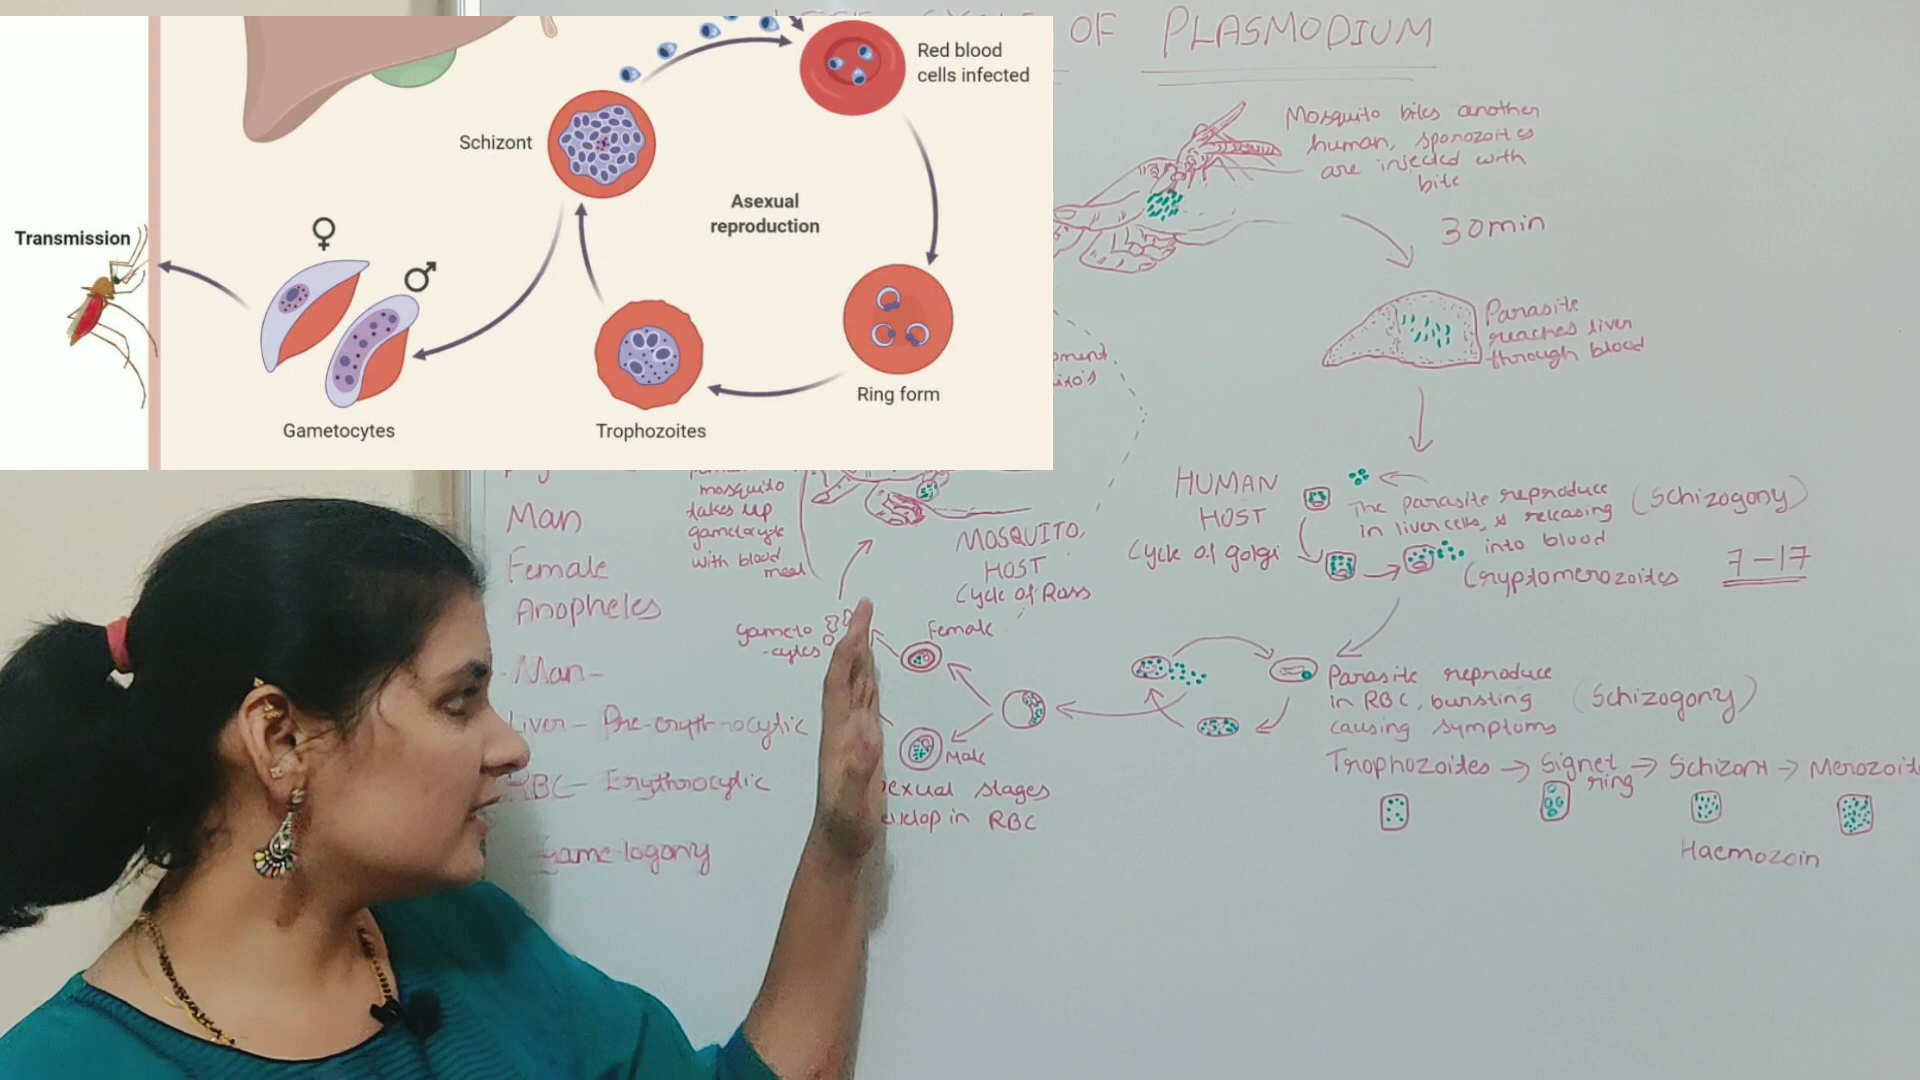 OF PLASMODIUM
Red blood
cells infected
Schizont
Asexual
reproduction
Transmission
♀
♂
Ring form
Gametocytes
Trophozoites
Mosquito bites another
human, sporozoites
are injected with
bite
30min
Parasite
reaches liver
through blood
HUMAN
HOST
Cycle of golgi
The parasite reproduce
in liver cells, & releasing
into blood
(Schizogony)
Cryptomerozoites
7-17
mosquito
takes up
gametocyte
with blood
meal
MOSQUITO,
HOST
Cycle of Ross
Man
Female
Anopheles
Man-
Liver- Pre-erythrocytic
RBC- Erythrocytic
gametogony
gameto
-cytes
Female
Male
sexual stages
develop in RBC
Parasite reproduce
in RBC, bursting
causing symptoms
(Schizogony)
Trophozoites → Signet ring → Schizont → Merozoit
Haemozoin